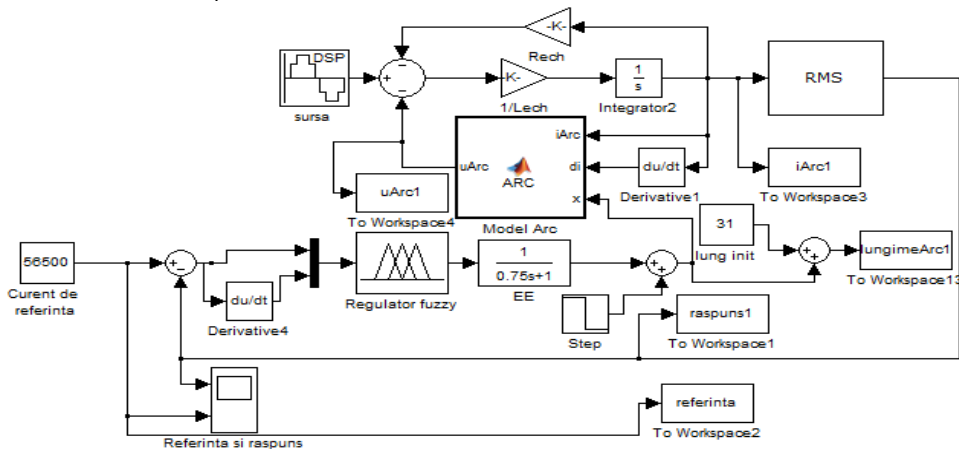 -K-
Rech
DSP
sursa
-K-
1/Lech
1
s
Integrator2
RMS
iArc
uArc
di
x
ARC
Model Arc
du/dt
Derivative1
iArc1
To Workspace3
uArc1
To Workspace4
31
lung init
lungimeArc1
To Workspace13
56500
Curent de
referinta
du/dt
Derivative4
Regulator fuzzy
1
0.75s+1
EE
Step
raspuns1
To Workspace1
Referinta si raspuns
referinta
To Workspace2